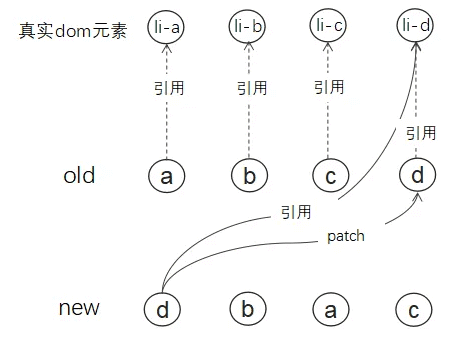 真实dom元素 li-a li-b li-c li-d
引用 引用 引用
引用
old a b c d
引用
patch
new d b a c